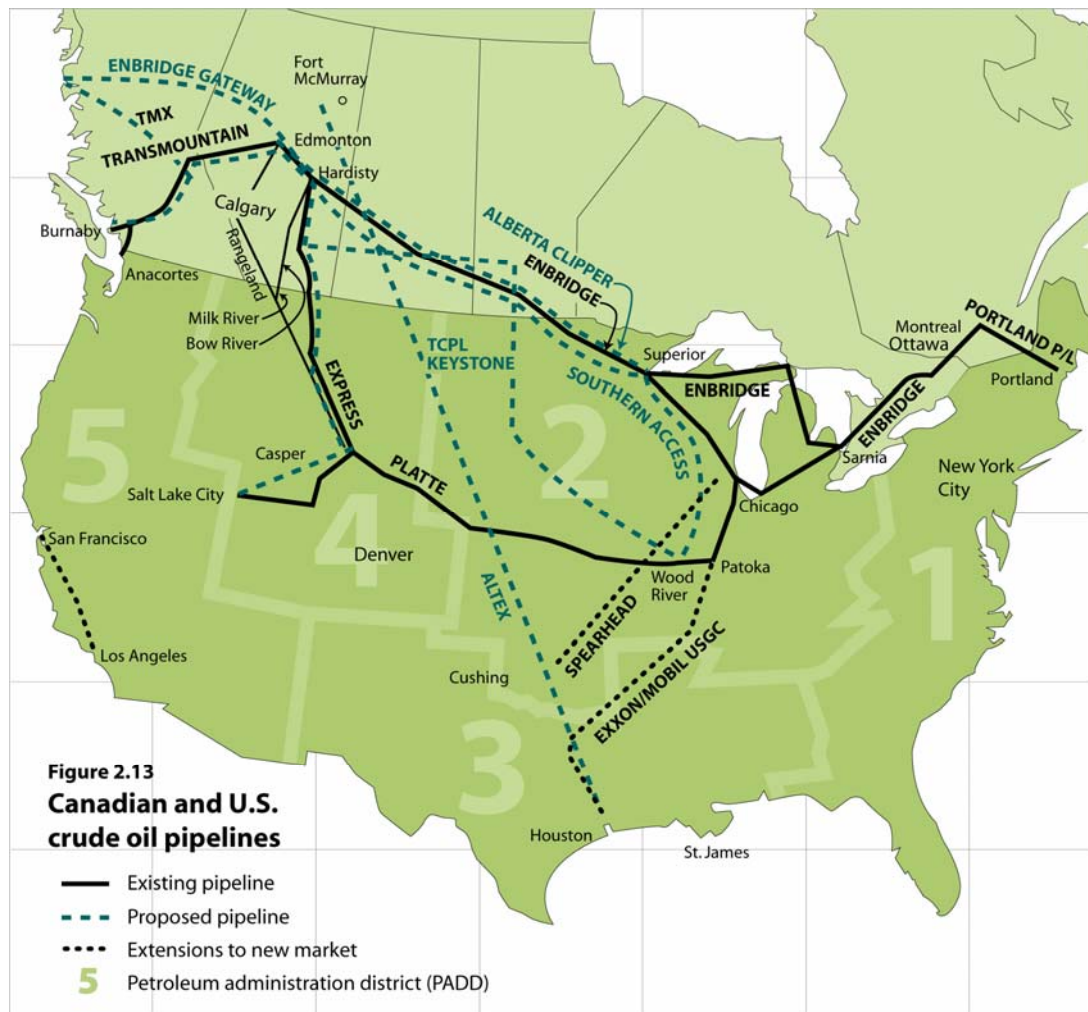 ENBRIDGE GATEWAY
Fort
McMurray
TMX
TRANSMOUNTAIN
Edmonton
Hardisty
Calgary
Burnaby
Rangeland
Anacortes
ALBERTA CLIPPER
ENBRIDGE
Milk River
Bow River
EXPRESS
TCPL
KEYSTONE
Superior
ENBRIDGE
SOUTHERN ACCESS
Montreal
Ottawa
PORTLAND P/L
Portland
ENBRIDGE
Sarnia
New York
City
5
2
Casper
PLATTE
Salt Lake City
Chicago
San Francisco
4
Denver
Wood
River
Patoka
1
ALTEX
SPEARHEAD
EXXON/MOBIL USGC
Los Angeles
Cushing
3
Houston
St. James
Figure 2.13
Canadian and U.S.
crude oil pipelines
Existing pipeline
Proposed pipeline
Extensions to new market
5 Petroleum administration district (PADD)